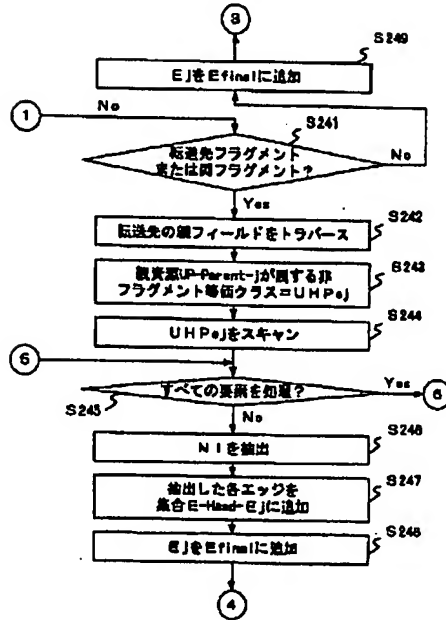 3
S249
EjをEfinalに追加
1
No
S241
転送先フラグメント
または両フラグメント?
No
Yes
S242
転送先の親フィールドをトラバース
S243
親資源UP-Parent-jが属する非
フラグメント等価クラス=UHPej
S244
UHPejをスキャン
5
すべての要素を処理?
Yes
6
S245
No
S246
NIを抽出
S247
抽出した各エッジを
集合E-Head-Ejに追加
S248
EjをEfinalに追加
4